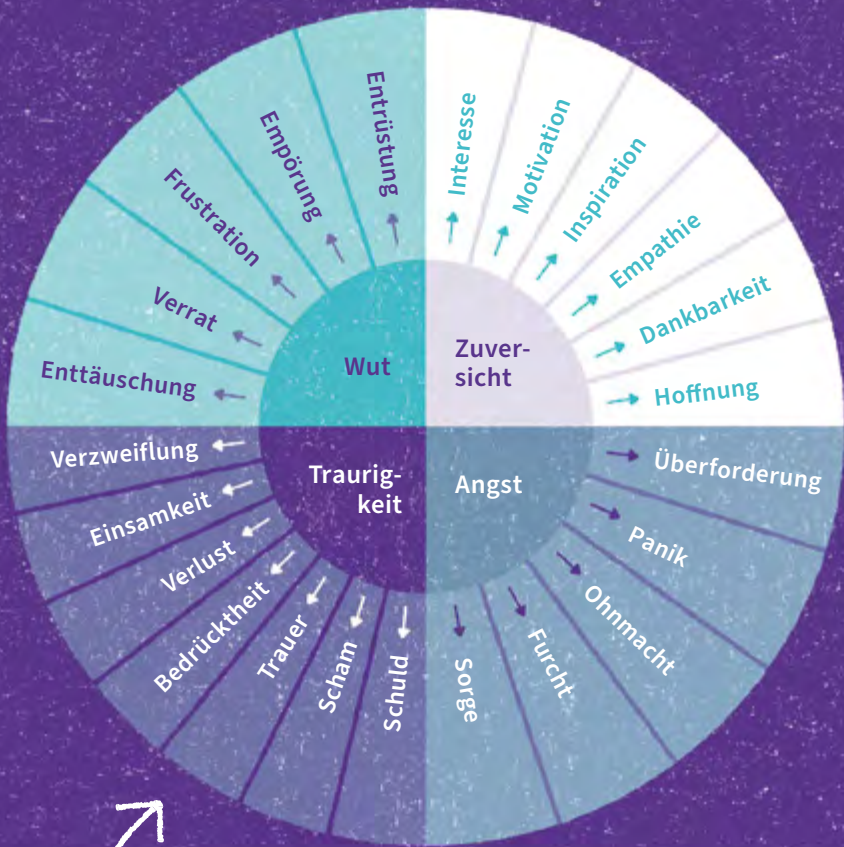 Wut
Entrüstung
Empörung
Frustration
Verrat
Enttäuschung
Zuver-
sicht
Interesse
Motivation
Inspiration
Empathie
Dankbarkeit
Hoffnung
Angst
Überforderung
Panik
Ohnmacht
Furcht
Sorge
Traurig-
keit
Schuld
Scham
Trauer
Bedrücktheit
Verlust
Einsamkeit
Verzweiflung